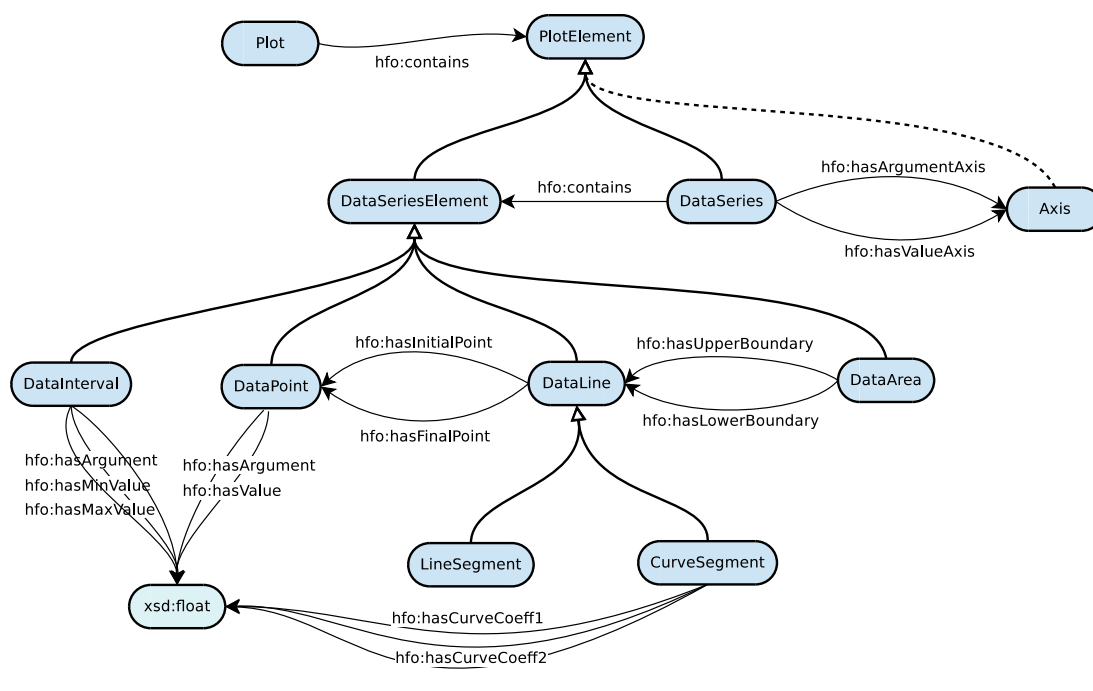 Plot
PlotElement
hfo:contains
DataSeriesElement
hfo:contains
DataSeries
hfo:hasArgumentAxis
Axis
hfo:hasValueAxis
DataInterval
DataPoint
hfo:hasInitialPoint
hfo:hasFinalPoint
DataLine
hfo:hasUpperBoundary
hfo:hasLowerBoundary
DataArea
hfo:hasArgument
hfo:hasMinValue
hfo:hasMaxValue
hfo:hasArgument
hfo:hasValue
LineSegment
CurveSegment
xsd:float
hfo:hasCurveCoeff1
hfo:hasCurveCoeff2